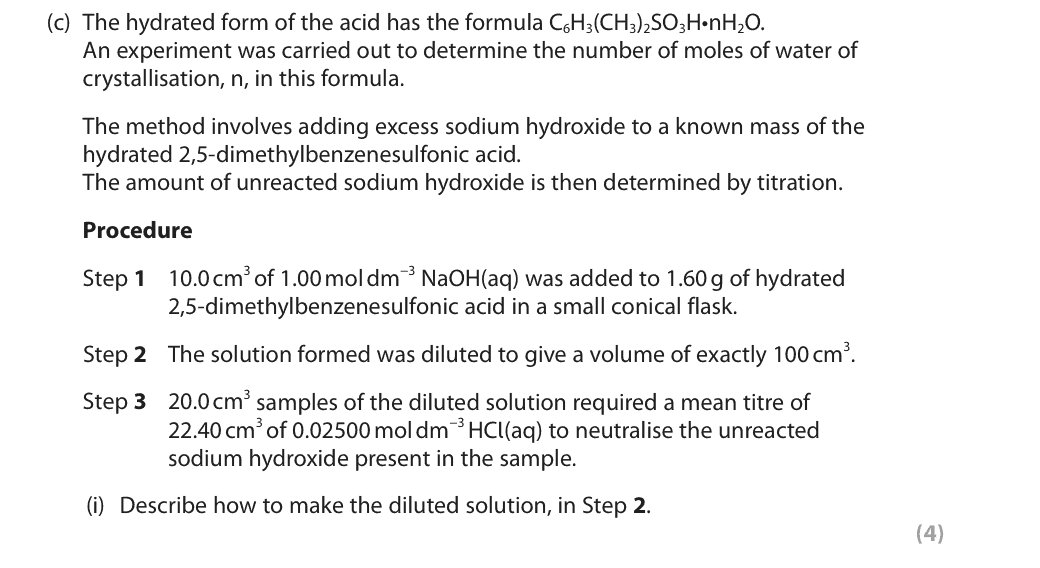 (c) The hydrated form of the acid has the formula C₆H₃(CH₃)₂SO₃H•nH₂O.
An experiment was carried out to determine the number of moles of water of
crystallisation, n, in this formula.
The method involves adding excess sodium hydroxide to a known mass of the
hydrated 2,5-dimethylbenzenesulfonic acid.
The amount of unreacted sodium hydroxide is then determined by titration.
Procedure
Step 1 10.0 cm³ of 1.00 mol dm⁻³ NaOH(aq) was added to 1.60 g of hydrated
2,5-dimethylbenzenesulfonic acid in a small conical flask.
Step 2 The solution formed was diluted to give a volume of exactly 100 cm³.
Step 3 20.0 cm³ samples of the diluted solution required a mean titre of
22.40 cm³ of 0.02500 mol dm⁻³ HCl(aq) to neutralise the unreacted
sodium hydroxide present in the sample.
(i) Describe how to make the diluted solution, in Step 2.
(4)